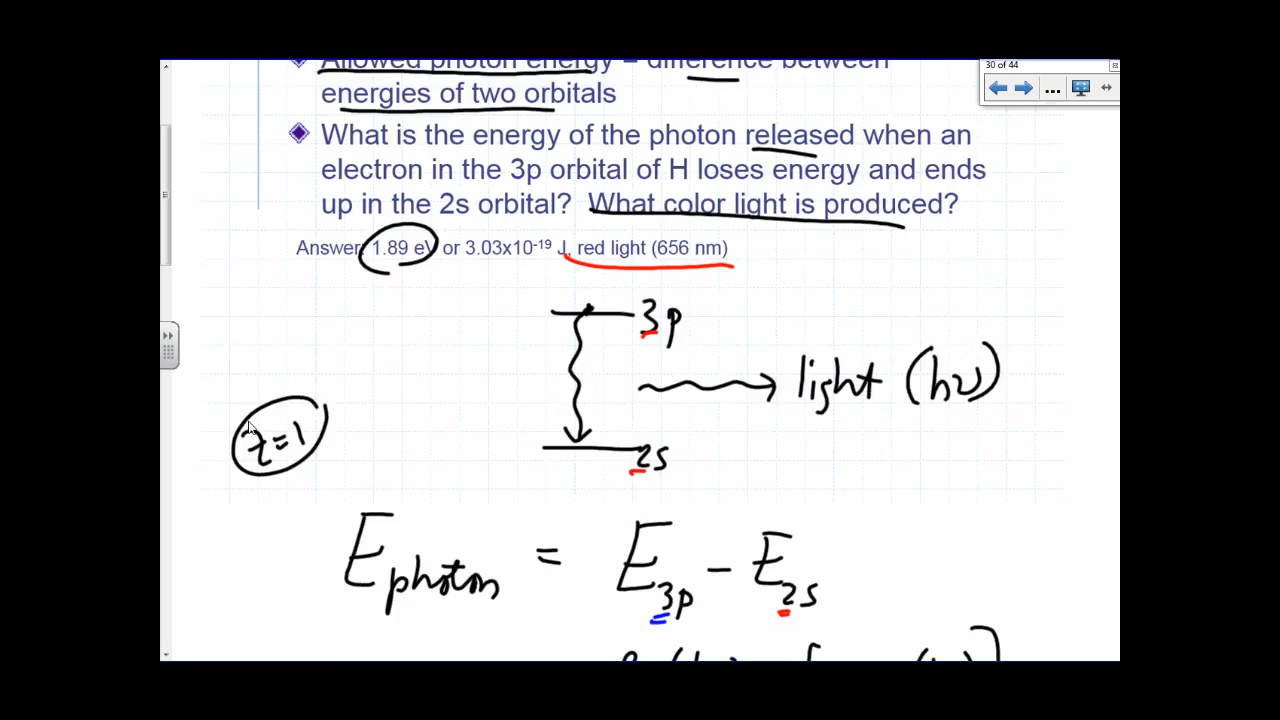 Allowed photon energy = difference between
energies of two orbitals
What is the energy of the photon released when an
electron in the 3p orbital of H loses energy and ends
up in the 2s orbital? What color light is produced?
Answer 1.89 eV or 3.03x10⁻¹⁹ J, red light (656 nm)
30 of 44
3p
light (hν)
z=1
2s
E photon = E3p - E2s